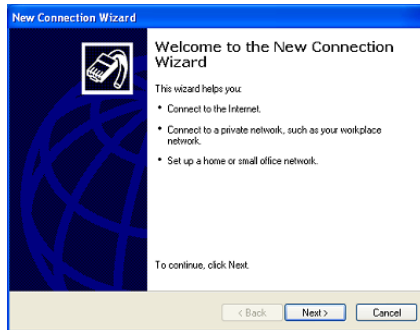 New Connection Wizard
Welcome to the New Connection
Wizard
This wizard helps you:
• Connect to the Internet.
• Connect to a private network, such as your workplace
network.
• Set up a home or small office network.
To continue, click Next.
< Back
Next >
Cancel